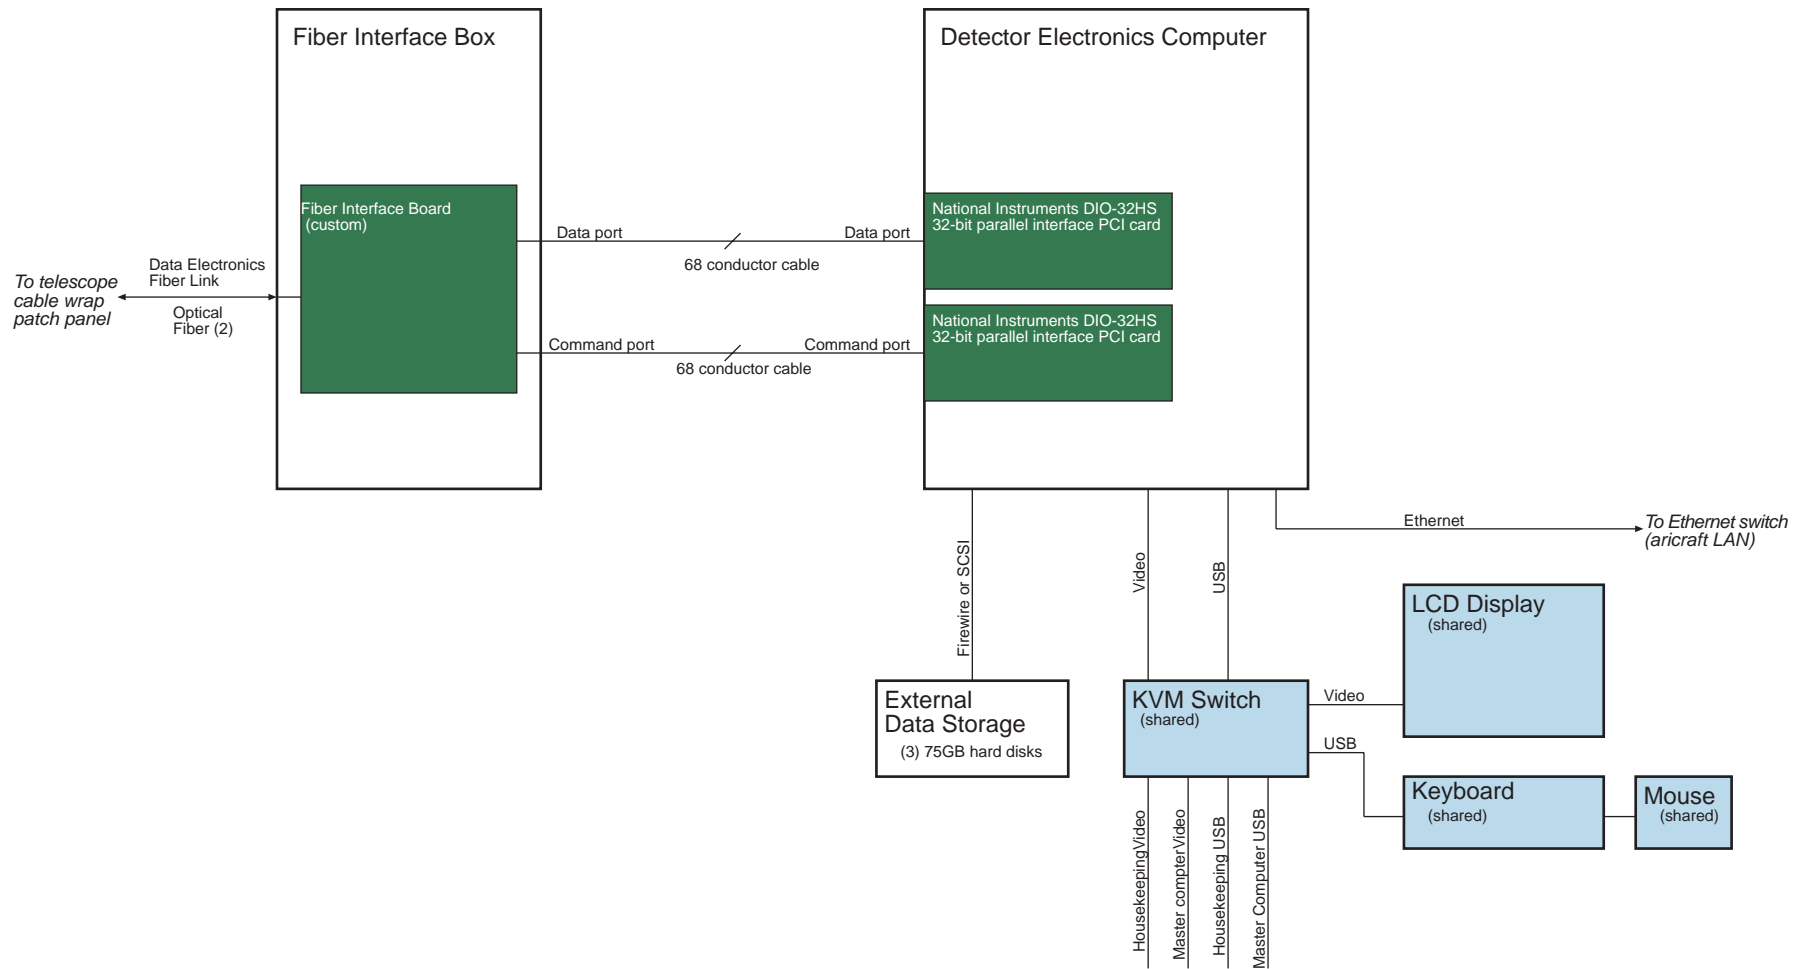 Fiber Interface Box
Detector Electronics Computer
Fiber Interface Board
(custom)
National Instruments DIO-32HS
32-bit parallel interface PCI card
Data port
Data port
68 conductor cable
Data Electronics
Fiber Link
To telescope
cable wrap
patch panel
Optical
Fiber (2)
National Instruments DIO-32HS
32-bit parallel interface PCI card
Command port
Command port
68 conductor cable
Ethernet
To Ethernet switch
(aricraft LAN)
Firewire or SCSI
Video
USB
LCD Display
(shared)
External
Data Storage
(3) 75GB hard disks
KVM Switch
(shared)
Video
USB
Keyboard
(shared)
Mouse
(shared)
HousekeepingVideo
Master compterVideo
Housekeeping USB
Master Computer USB